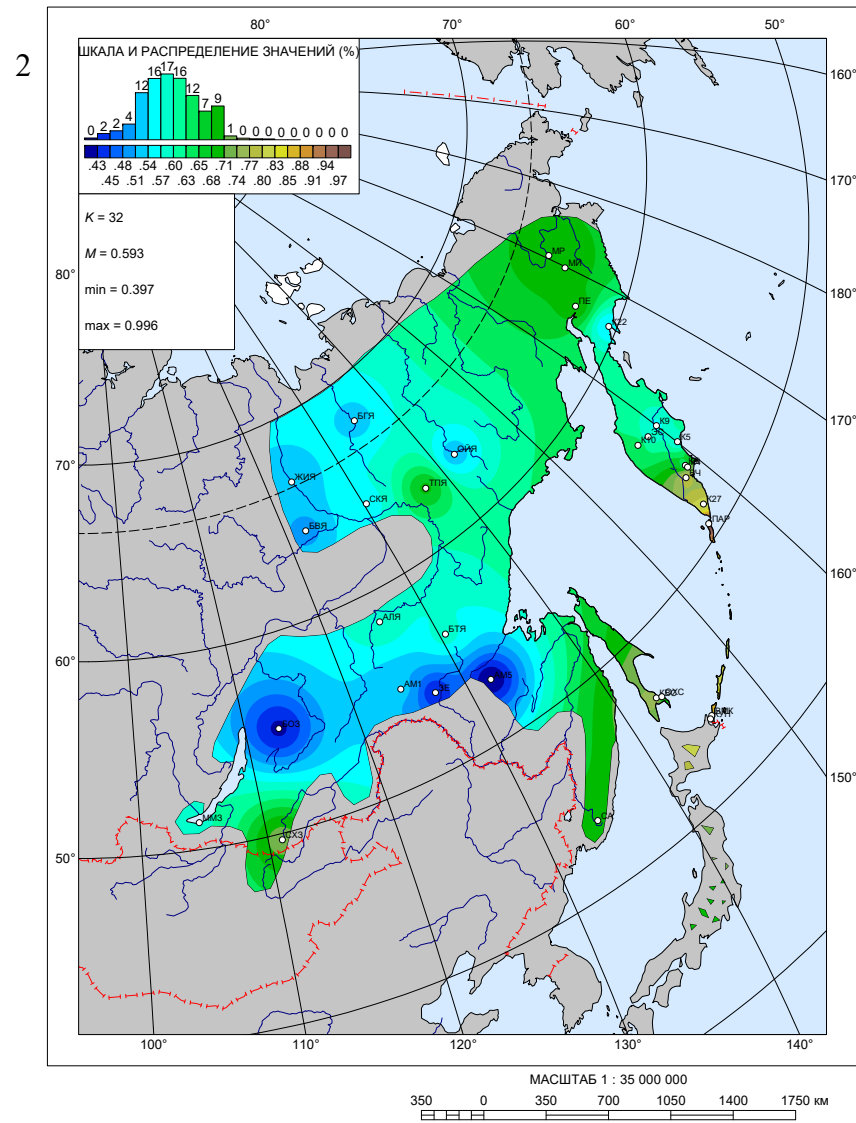 80°
70°
60°
50°
2
ШКАЛА И РАСПРЕДЕЛЕНИЕ ЗНАЧЕНИЙ (%)
0 2 2 4 12 16 17 16 12 7 9 1 0 0 0 0 0 0 0 0
.43 .48 .54 .60 .65 .71 .77 .83 .88 .94
.45 .51 .57 .63 .68 .74 .80 .85 .91 .97
K = 32
M = 0.593
min = 0.397
max = 0.996
160°
170°
180°
170°
160°
150°
80°
70°
60°
50°
МР
МИ
ПЕ
К22
БГЯ
К9
К5
К10
ОЙЯ
ЖИЯ
ТПЯ
СКЯ
К27
БВЯ
ПАР
АЛЯ
БТЯ
АМ1
БОЗ
ММЗ
СА
СХЗ
100°
110°
120°
130°
140°
МАСШТАБ 1 : 35 000 000
350 0 350 700 1050 1400 1750 км